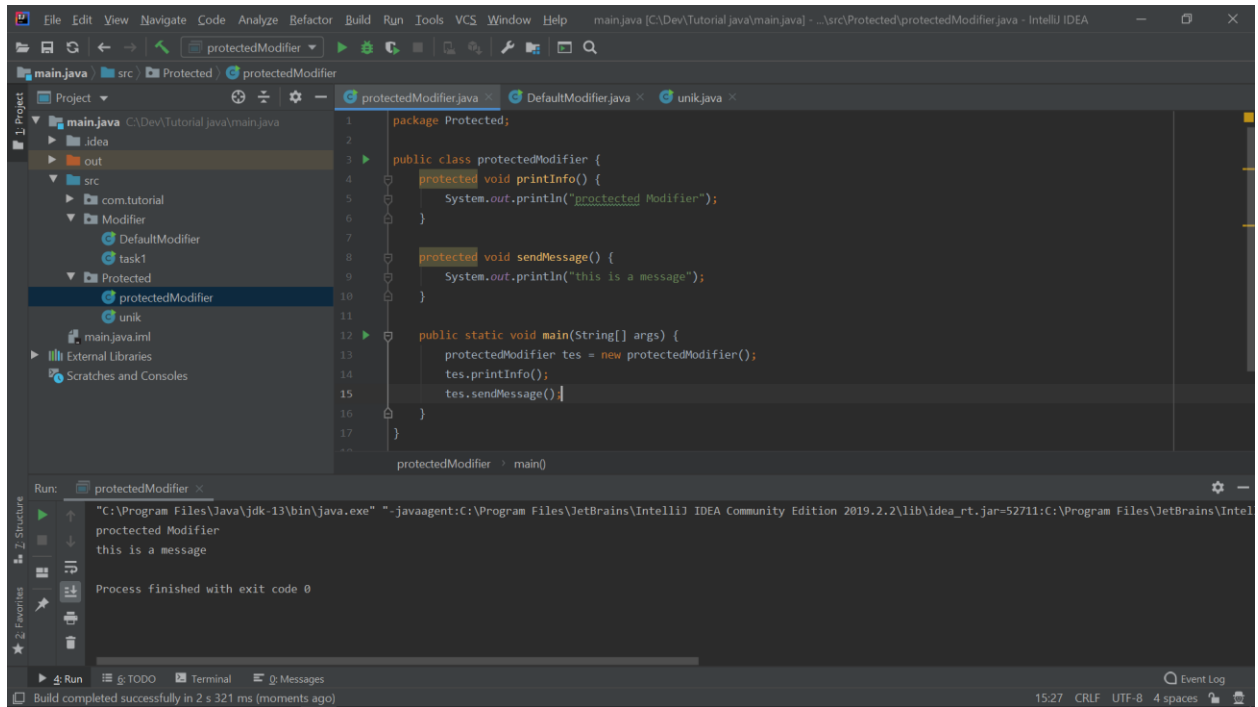 File Edit View Navigate Code Analyze Refactor Build Run Tools VCS Window Help main.java [C:\Dev\Tutorial java\main.java] - ...\src\Protected\protectedModifier.java - IntelliJ IDEA
protectedModifier
main.java src Protected protectedModifier
1: Project
Project
protectedModifier.java DefaultModifier.java unik.java
main.java C:\Dev\Tutorial java\main.java
.idea
out
src
com.tutorial
Modifier
DefaultModifier
task1
Protected
protectedModifier
unik
main.java.iml
External Libraries
Scratches and Consoles
1 package Protected;
2
3 public class protectedModifier {
4 protected void printInfo() {
5 System.out.println("proctected Modifier");
6 }
7
8 protected void sendMessage() {
9 System.out.println("this is a message");
10 }
11
12 public static void main(String[] args) {
13 protectedModifier tes = new protectedModifier();
14 tes.printInfo();
15 tes.sendMessage();
16 }
17 }
protectedModifier main()
Run: protectedModifier
"C:\Program Files\Java\jdk-13\bin\java.exe" "-javaagent:C:\Program Files\JetBrains\IntelliJ IDEA Community Edition 2019.2.2\lib\idea_rt.jar=52711:C:\Program Files\JetBrains\Intel
proctected Modifier
this is a message
Process finished with exit code 0
Z: Structure
2: Favorites
4: Run 6: TODO Terminal 0: Messages Event Log
Build completed successfully in 2 s 321 ms (moments ago) 15:27 CRLF UTF-8 4 spaces